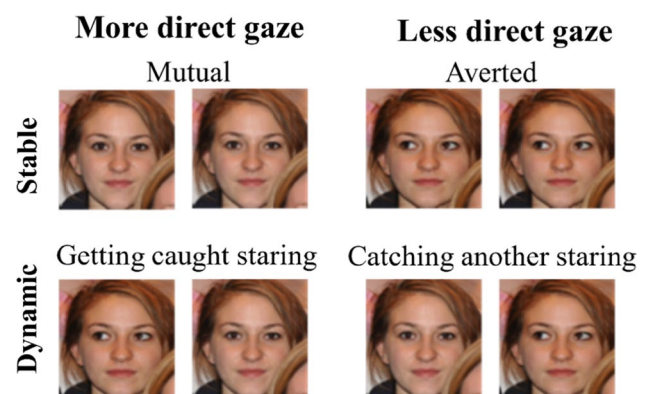 More direct gaze
Less direct gaze
Mutual
Averted
Stable
Getting caught staring
Catching another staring
Dynamic